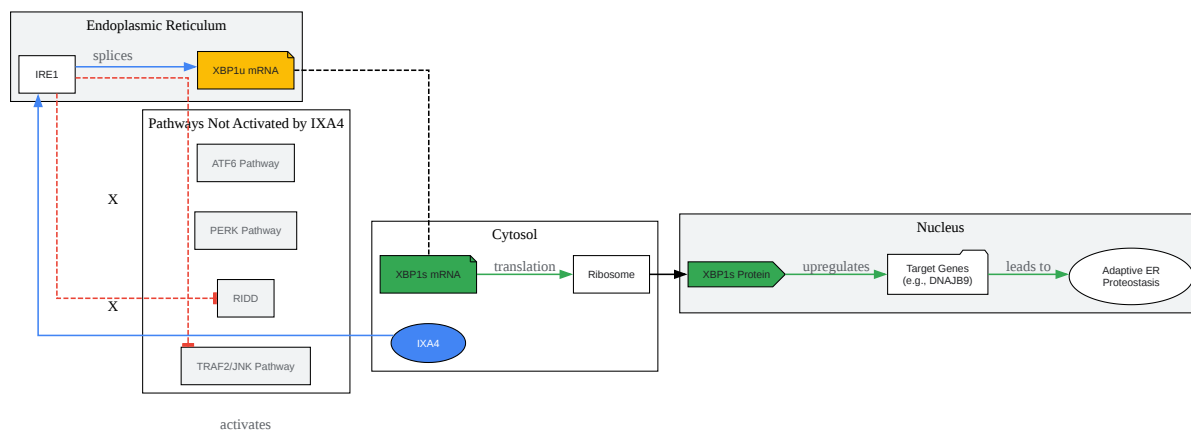 Endoplasmic Reticulum
splices
IRE1
XBP1u mRNA
Pathways Not Activated by IXA4
ATF6 Pathway
X
PERK Pathway
RIDD
X
TRAF2/JNK Pathway
activates
Cytosol
XBP1s mRNA
translation
Ribosome
IXA4
Nucleus
XBP1s Protein
upregulates
Target Genes
(e.g., DNAJB9)
leads to
Adaptive ER
Proteostasis